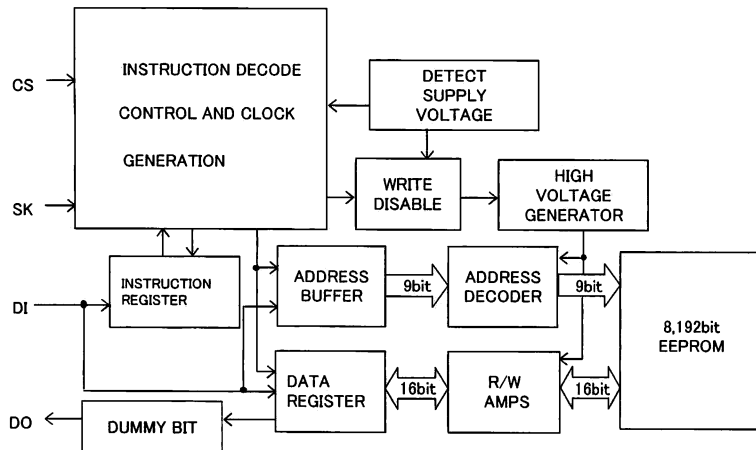 CS
INSTRUCTION DECODE
CONTROL AND CLOCK
GENERATION
DETECT
SUPPLY
VOLTAGE
SK
WRITE
DISABLE
HIGH
VOLTAGE
GENERATOR
INSTRUCTION
REGISTER
ADDRESS
BUFFER
9bit
ADDRESS
DECODER
9bit
DI
8,192bit
EEPROM
DATA
REGISTER
16bit
R/W
AMPS
16bit
DO
DUMMY BIT